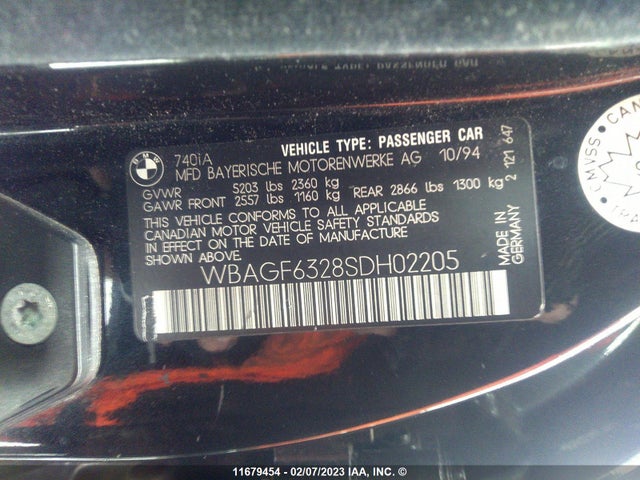 BMW
740iA
VEHICLE TYPE: PASSENGER CAR
MFD BAYERISCHE MOTORENWERKE AG 10/94
GVWR 5203 lbs 2360 kg
GAWR FRONT 2557 lbs 1160 kg REAR 2866 lbs 1300 kg
THIS VEHICLE CONFORMS TO ALL APPLICABLE
CANADIAN MOTOR VEHICLE SAFETY STANDARDS
IN EFFECT ON THE DATE OF MANUFACTURE
SHOWN ABOVE.
WBAGF6328SDH02205
MADE IN
GERMANY
2 121 647
CMVSS
11679454 - 02/07/2023 IAA, INC. ©